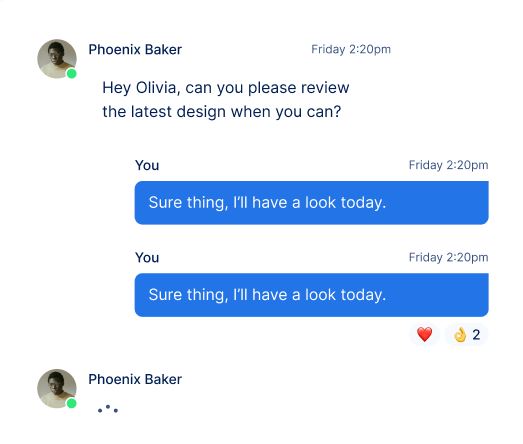 Phoenix Baker Friday 2:20pm
Hey Olivia, can you please review
the latest design when you can?
You Friday 2:20pm
Sure thing, I’ll have a look today.
You Friday 2:20pm
Sure thing, I’ll have a look today.
❤️ 👌 2
Phoenix Baker